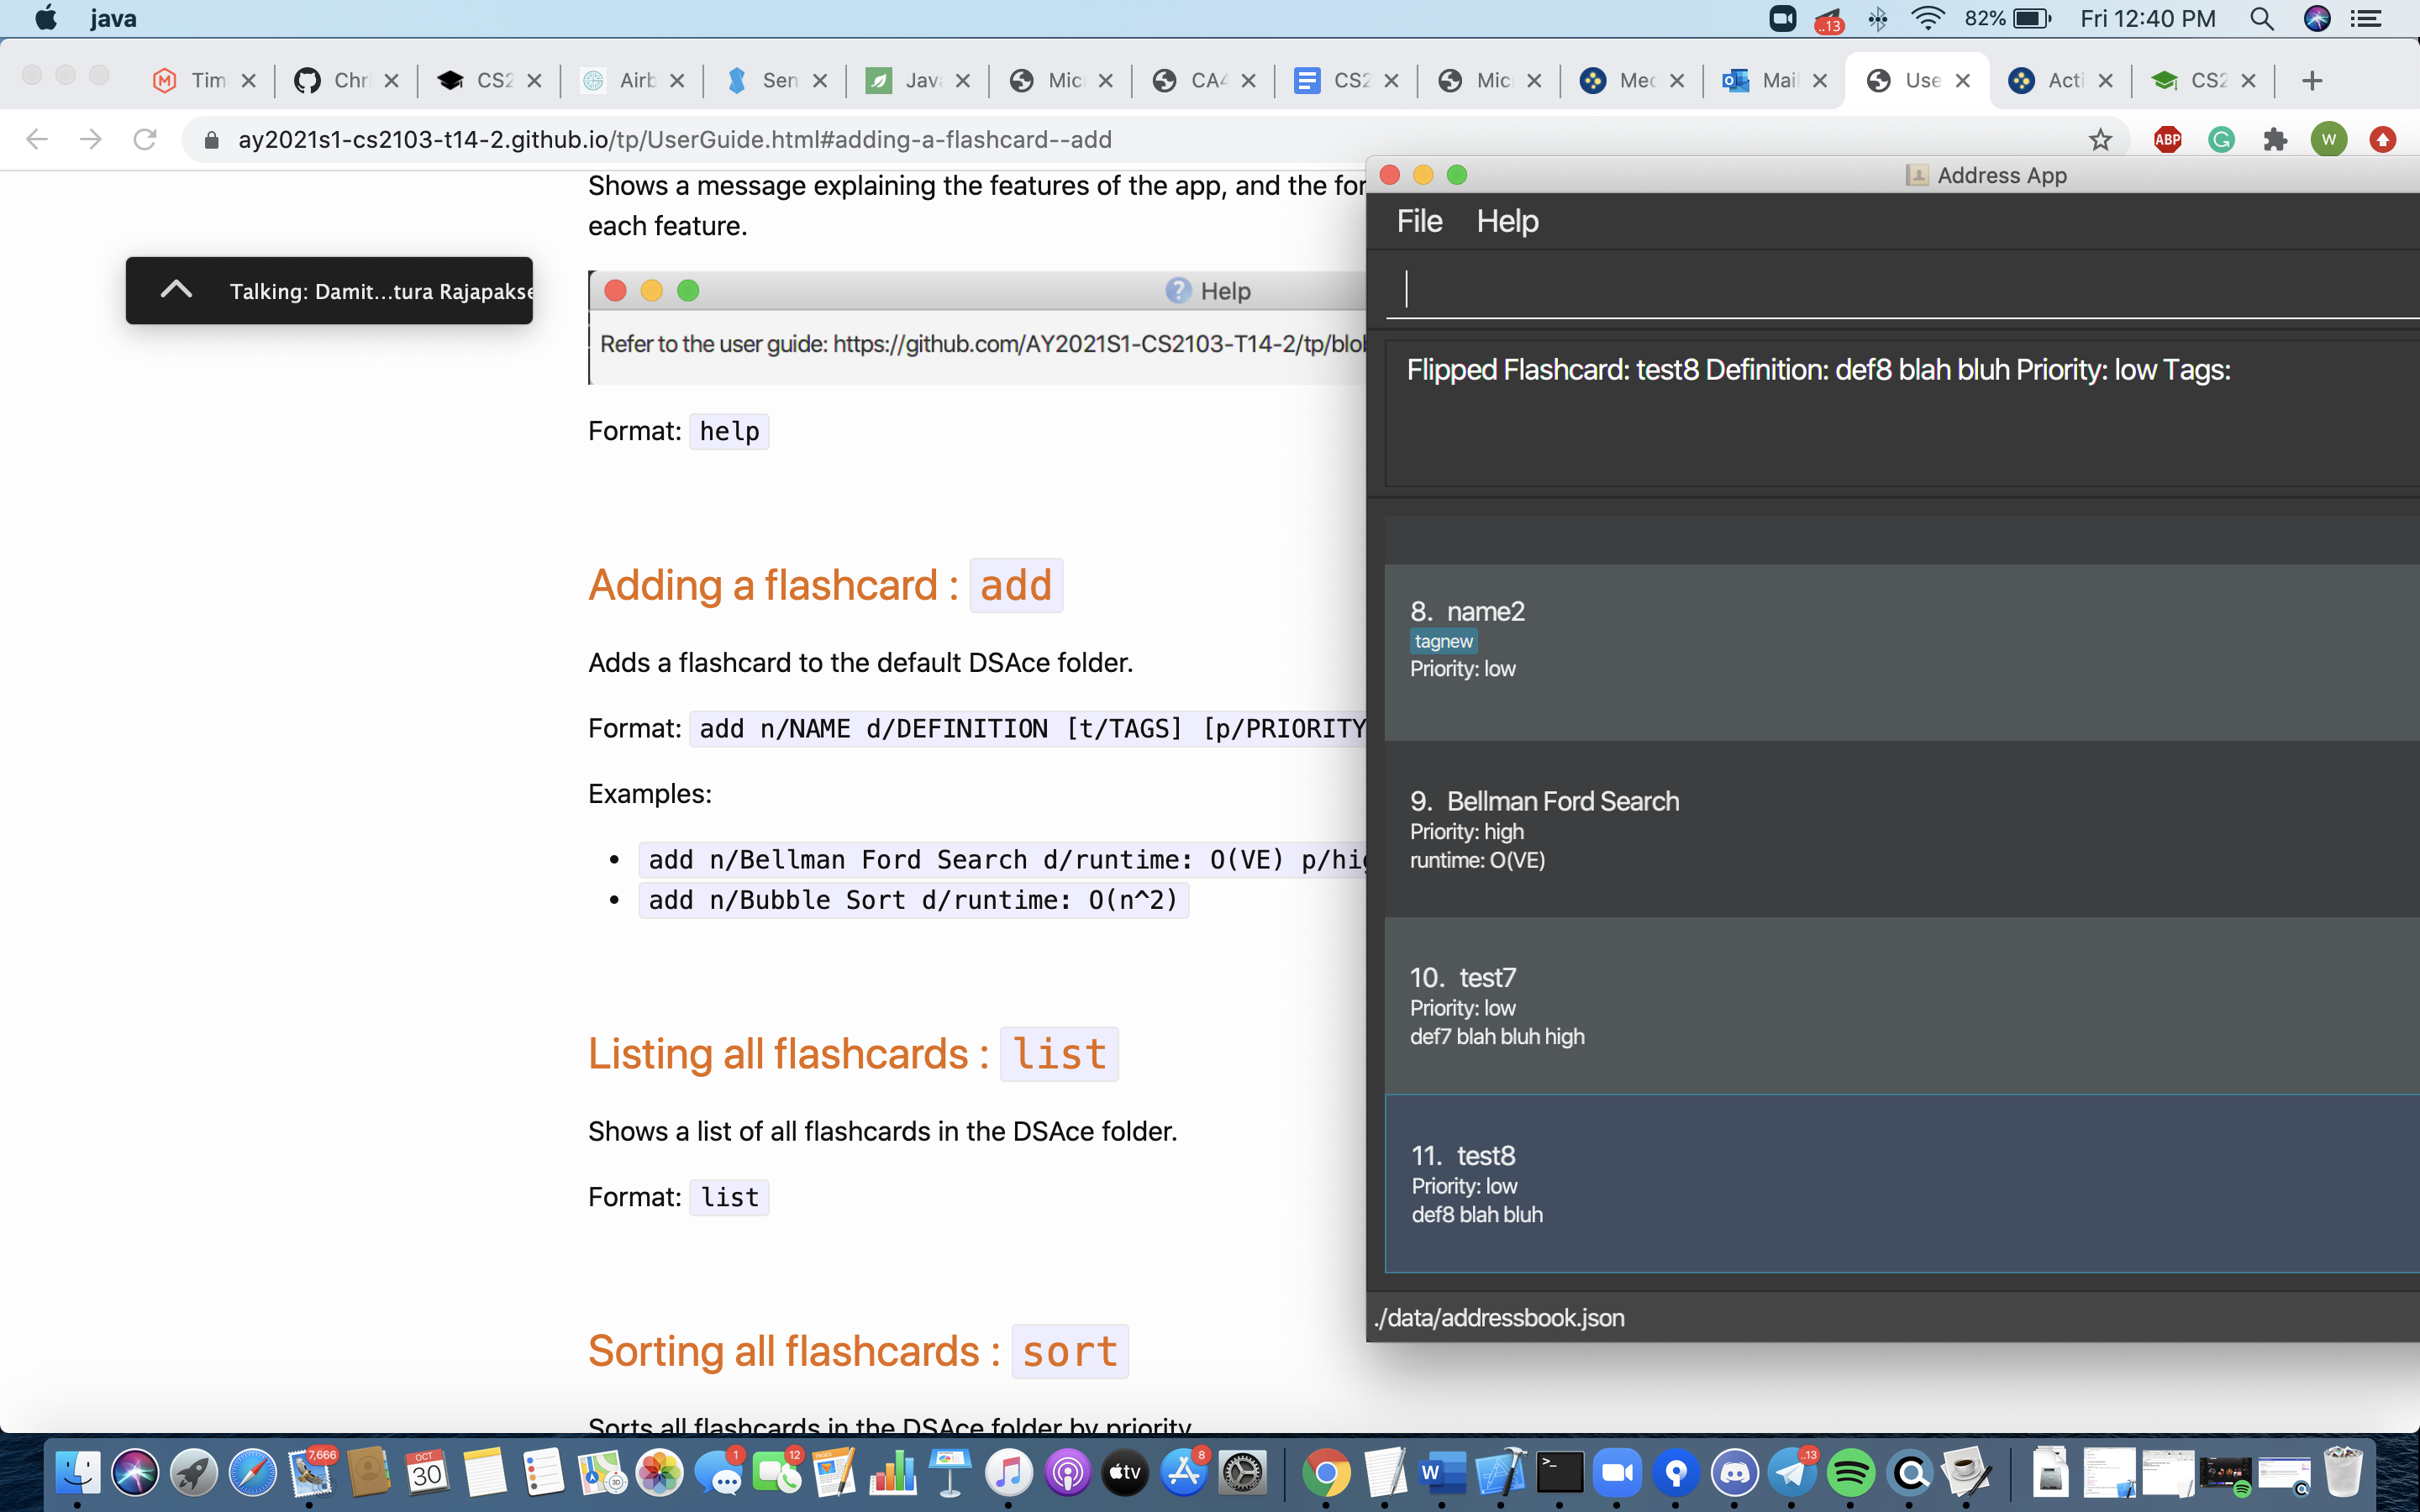 java
..13
82%
Fri 12:40 PM
Tim
Chri
CS2
Airb
Sen
Java
Mic
CA4
CS2
Mic
Med
Mai
Use
Acti
CS2
ay2021s1-cs2103-t14-2.github.io/tp/UserGuide.html#adding-a-flashcard--add
ABP
W
Shows a message explaining the features of the app, and the for
each feature.
Talking: Damit...tura Rajapakse
Help
Refer to the user guide: https://github.com/AY2021S1-CS2103-T14-2/tp/blob
Format: help
Adding a flashcard : add
Adds a flashcard to the default DSAce folder.
Format: add n/NAME d/DEFINITION [t/TAGS] [p/PRIORITY
Examples:
• add n/Bellman Ford Search d/runtime: O(VE) p/hig
• add n/Bubble Sort d/runtime: O(n^2)
Listing all flashcards : list
Shows a list of all flashcards in the DSAce folder.
Format: list
Sorting all flashcards : sort
Sorts all flashcards in the DSAce folder by priority
Address App
File Help
Flipped Flashcard: test8 Definition: def8 blah bluh Priority: low Tags:
8. name2
tagnew
Priority: low
9. Bellman Ford Search
Priority: high
runtime: O(VE)
10. test7
Priority: low
def7 blah bluh high
11. test8
Priority: low
def8 blah bluh
./data/addressbook.json
7,666
OCT
30
1
12
PAGES
tv
8
W
>_
..13